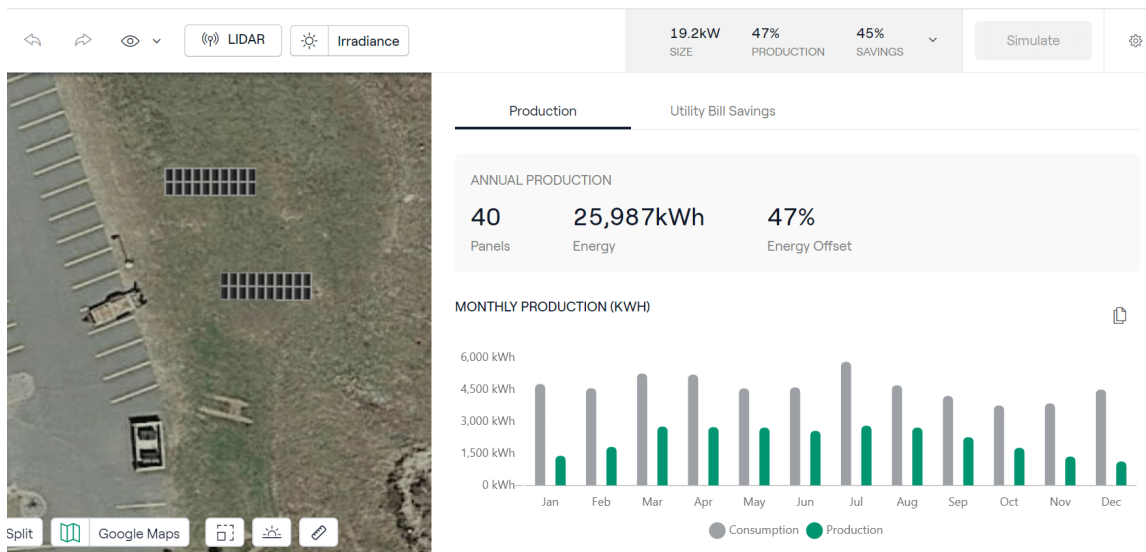 LIDAR
Irradiance
19.2kW 47% 45%
SIZE PRODUCTION SAVINGS
Simulate
Production Utility Bill Savings
ANNUAL PRODUCTION
40 25,987kWh 47%
Panels Energy Energy Offset
MONTHLY PRODUCTION (KWH)
6,000 kWh
4,500 kWh
3,000 kWh
1,500 kWh
0 kWh
Jan Feb Mar Apr May Jun Jul Aug Sep Oct Nov Dec
Consumption Production
Split Google Maps